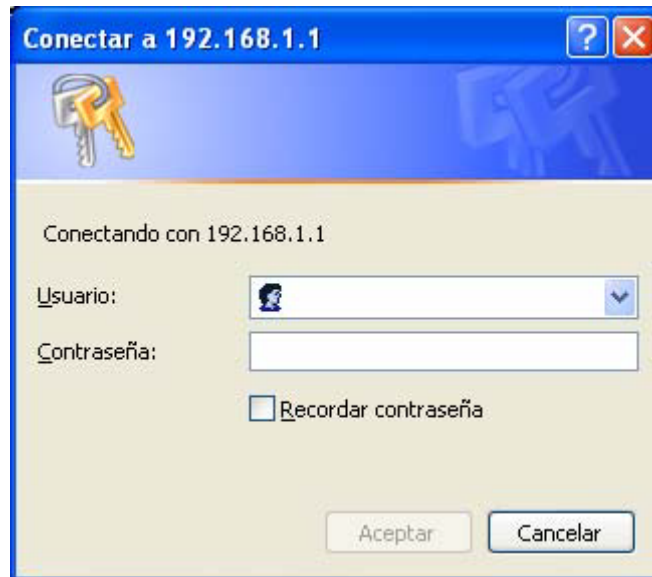 Conectar a 192.168.1.1
Conectando con 192.168.1.1
Usuario:
Contraseña:
Recordar contraseña
Aceptar Cancelar